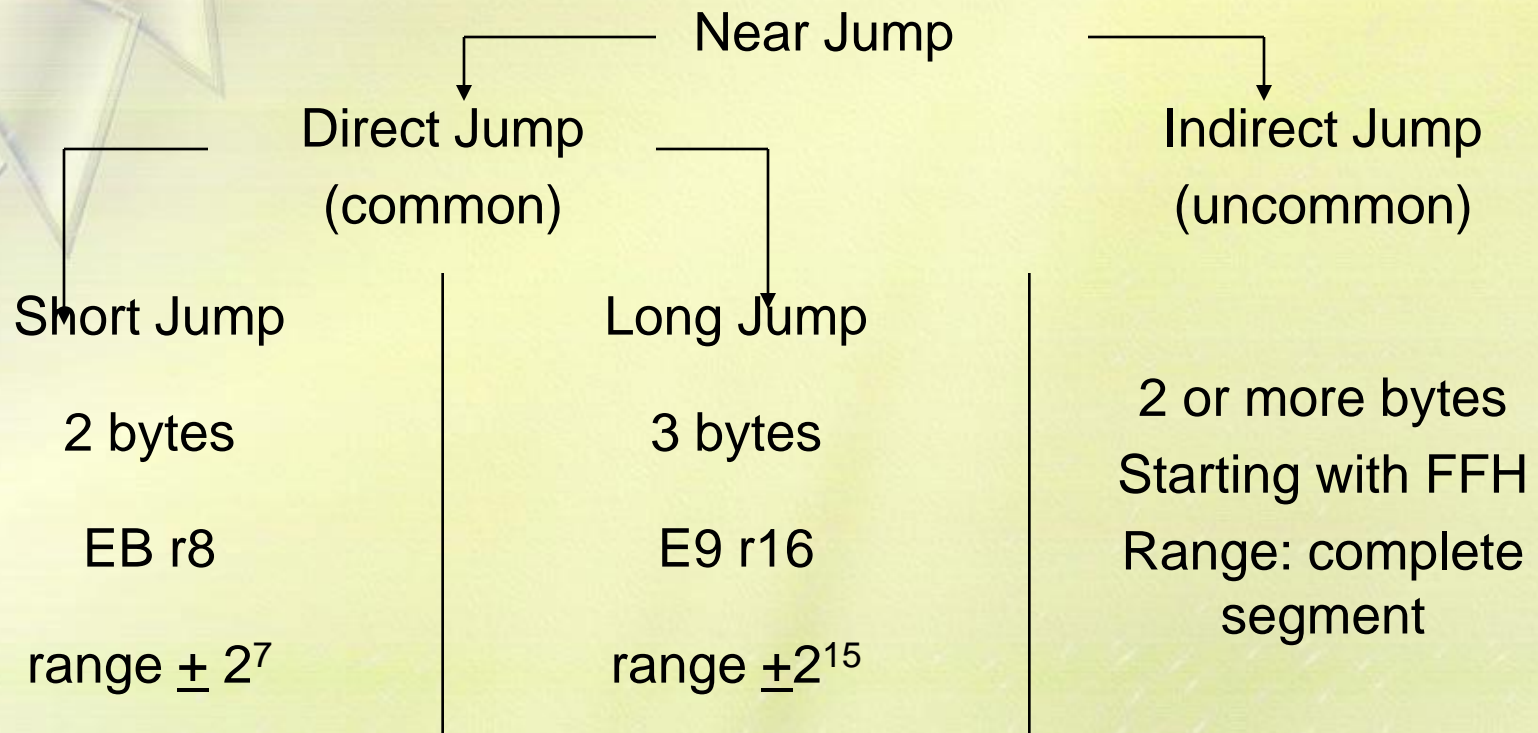 Near Jump
Direct Jump
(common)
Indirect Jump
(uncommon)
Short Jump
2 bytes
EB r8
range ± 2⁷
Long Jump
3 bytes
E9 r16
range ±2¹⁵
2 or more bytes
Starting with FFH
Range: complete
segment